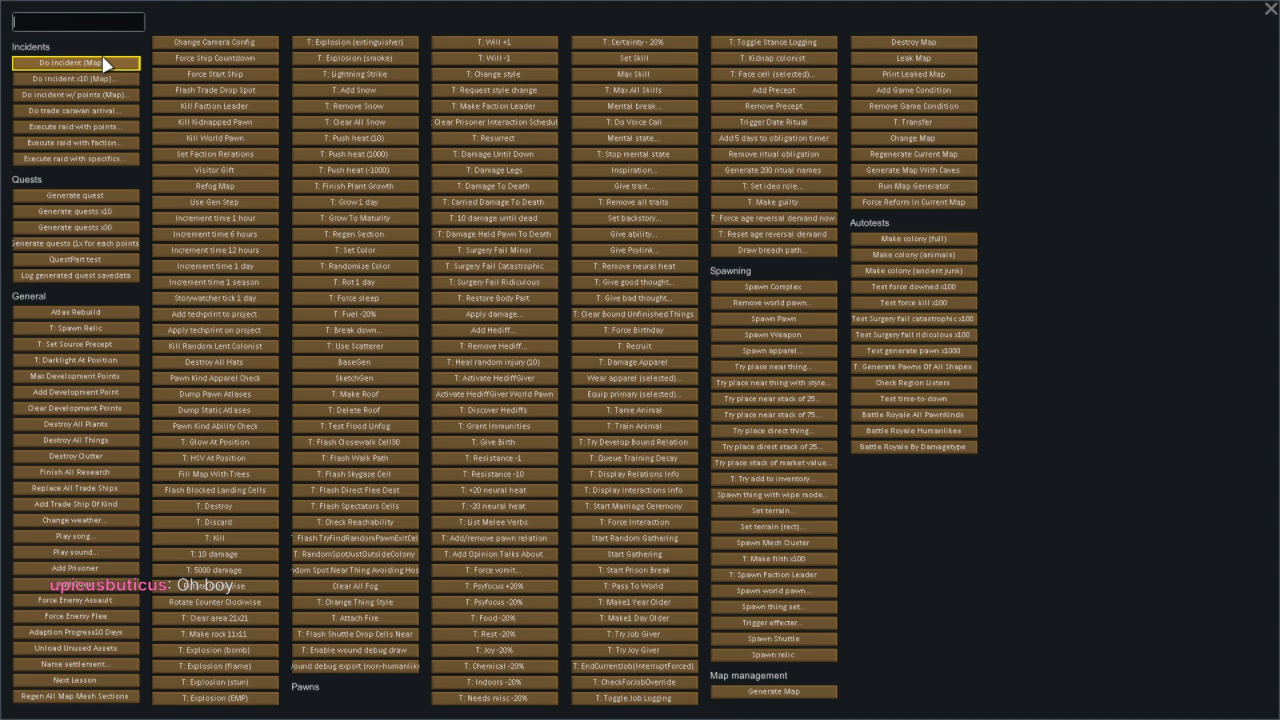 Incidents
Do incident (Map)...
Do incident x10 (Map)...
Do incident w/ points (Map)...
Do trade caravan arrival...
Execute raid with points...
Execute raid with faction...
Execute raid with specifics...
Quests
Generate quest
Generate quests x10
Generate quests x30
Generate quests (1x for each points
QuestPart test
Log generated quest savedata
General
Atlas Rebuild
T: Spawn Relic
T: Set Source Precept
T: Darklight At Position
Max Development Points
Add Development Point
Clear Development Points
Destroy All Plants
Destroy All Things
Destroy Clutter
Finish All Research
Replace All Trade Ships
Add Trade Ship Of Kind
Change weather...
Play song...
Play sound...
Add Prisoner
upicusbuticus: Oh boy
Force Enemy Assault
Force Enemy Flee
Adaption Progress10 Days
Unload Unused Assets
Name settlement...
Next Lesson
Regen All Map Mesh Sections
Change Camera Config
Force Ship Countdown
Force Start Ship
Flash Trade Drop Spot
Kill Faction Leader
Kill Kidnapped Pawn
Kill World Pawn
Set Faction Relations
Visitor Gift
Refog Map
Use Gen Step
Increment time 1 hour
Increment time 6 hours
Increment time 12 hours
Increment time 1 day
Increment time 1 season
Storywatcher tick 1 day
Add techprint to project
Apply techprint on project
Kill Random Lent Colonist
Destroy All Hats
Pawn Kind Apparel Check
Dump Pawn Atlases
Dump Static Atlases
Pawn Kind Ability Check
T: Glow At Position
T: HSV At Position
Fill Map With Trees
Flash Blocked Landing Cells
T: Destroy
T: Discard
T: Kill
T: 10 damage
T: 5000 damage
Rotate Clockwise
Rotate Counter Clockwise
T: Clear area 21x21
T: Make rock 11x11
T: Explosion (bomb)
T: Explosion (flame)
T: Explosion (stun)
T: Explosion (EMP)
T: Explosion (extinguisher)
T: Explosion (smoke)
T: Lightning Strike
T: Add Snow
T: Remove Snow
T: Clear All Snow
T: Push heat (10)
T: Push heat (1000)
T: Push heat (-1000)
T: Finish Plant Growth
T: Grow 1 day
T: Grow To Maturity
T: Regen Section
T: Set Color
T: Randomize Color
T: Rot 1 day
T: Force sleep
T: Fuel -20%
T: Break down...
T: Use Scatterer
BaseGen
SketchGen
T: Make Roof
T: Delete Roof
T: Test Flood Unfog
T: Flash Closewalk Cell30
T: Flash Walk Path
T: Flash Skygaze Cell
T: Flash Direct Flee Dest
T: Flash Spectators Cells
T: Check Reachability
T: FlashTryFindRandomPawnExitCel
T: RandomSpotJustOutsideColony
ndom Spot Near Thing Avoiding Hos
Clear All Fog
T: Change Thing Style
T: Attach Fire
T: Flash Shuttle Drop Cells Near
T: Enable wound debug draw
Wound debug export (non-humanlik
Pawns
T: Will +1
T: Will -1
T: Change style
T: Request style change
T: Make Faction Leader
: Clear Prisoner Interaction Schedul
T: Resurrect
T: Damage Until Down
T: Damage Legs
T: Damage To Death
T: Carried Damage To Death
T: 10 damage until dead
T: Damage Held Pawn To Death
T: Surgery Fail Minor
T: Surgery Fail Catastrophic
T: Surgery Fail Ridiculous
T: Restore Body Part
Apply damage...
Add Hediff...
T: Remove Hediff...
T: Heal random injury (10)
T: Activate HediffGiver
Activate HediffGiver World Pawn
T: Discover Hediffs
T: Grant Immunities
T: Give Birth
T: Resistance -1
T: Resistance -10
T: +20 neural heat
T: -20 neural heat
T: List Melee Verbs
T: Add/remove pawn relation
T: Add Opinion Talks About
T: Force vomit...
T: Psyfocus +20%
T: Psyfocus -20%
T: Food -20%
T: Rest -20%
T: Joy -20%
T: Chemical -20%
T: Indoors -20%
T: Needs misc -20%
T: Certainty - 20%
Set Skill
Max Skill
T: Max All Skills
Mental break...
T: Do Voice Call
Mental state...
T: Stop mental state
Inspiration...
Give trait...
T: Remove all traits
Set backstory...
Give ability...
Give Psylink...
T: Remove neural heat
T: Give good thought...
T: Give bad thought...
T: Clear Bound Unfinished Things
T: Force Birthday
T: Recruit
T: Damage Apparel
Wear apparel (selected)...
Equip primary (selected)...
T: Tame Animal
T: Train Animal
T: Try Develop Bound Relation
T: Queue Training Decay
T: Display Relations Info
T: Display Interactions Info
T: Start Marriage Ceremony
T: Force Interaction
Start Random Gathering
Start Gathering
T: Start Prison Break
T: Pass To World
T: Make1 Year Older
T: Make1 Day Older
T: Try Job Giver
T: Try Joy Giver
T: EndCurrentJob(InterruptForced)
T: CheckForJobOverride
T: Toggle Job Logging
T: Toggle Stance Logging
T: Kidnap colonist
T: Face cell (selected)...
Add Precept
Remove Precept
Trigger Date Ritual
Add 5 days to obligation timer
Remove ritual obligation
Generate 200 ritual names
T: Set ideo role...
T: Make guilty
T: Force age reversal demand now
T: Reset age reversal demand
Draw breach path...
Spawning
Spawn Complex
Remove world pawn...
Spawn Pawn
Spawn Weapon
Spawn apparel...
Try place near thing...
Try place near thing with style...
Try place near stack of 25...
Try place near stack of 75...
Try place direct thing...
Try place direct stack of 25...
Try place stack of market value...
T: Try add to inventory...
Spawn thing with wipe mode...
Set terrain...
Set terrain (rect)...
Spawn Mech Cluster
T: Make filth x100
T: Spawn Faction Leader
Spawn world pawn...
Spawn thing set...
Trigger effecter...
Spawn Shuttle
Spawn relic
Map management
Generate Map
Destroy Map
Leak Map
Print Leaked Map
Add Game Condition
Remove Game Condition
T: Transfer
Change Map
Regenerate Current Map
Generate Map With Caves
Run Map Generator
Force Reform In Current Map
Autotests
Make colony (full)
Make colony (animals)
Make colony (ancient junk)
Test force downed x100
Test force kill x100
Test Surgery fail catastrophic x100
Test Surgery fail ridiculous x100
Test generate pawn x1000
T: Generate Pawns Of All Shapes
Check Region Listers
Test time-to-down
Battle Royale All PawnKinds
Battle Royale Humanlikes
Battle Royale By Damagetype